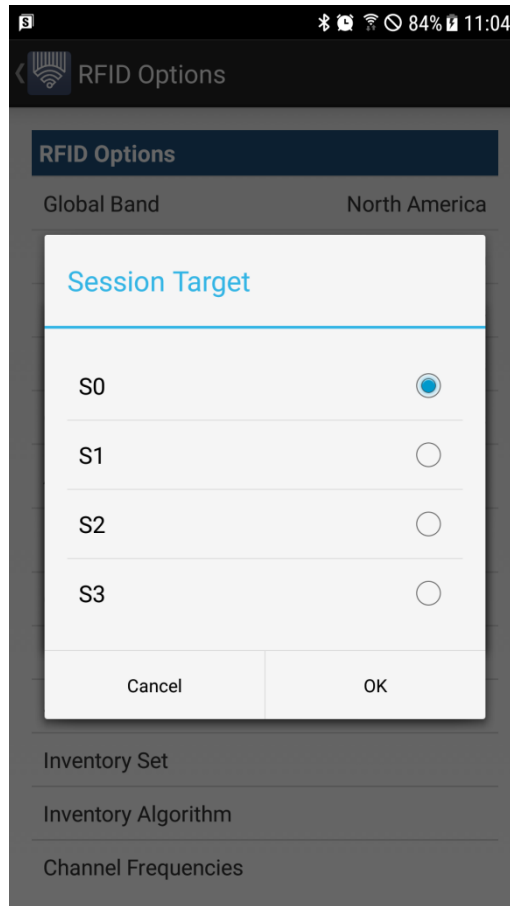 S 84% 11:04
RFID Options
RFID Options
Global Band North America
Session Target
S0
S1
S2
S3
Cancel OK
Inventory Set
Inventory Algorithm
Channel Frequencies